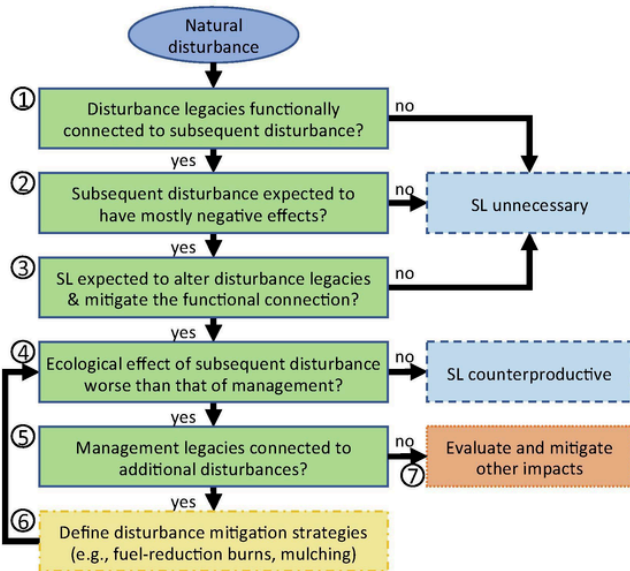 Natural
disturbance
①
Disturbance legacies functionally
connected to subsequent disturbance?
no
yes
②
Subsequent disturbance expected to
have mostly negative effects?
no
SL unnecessary
yes
③
SL expected to alter disturbance legacies
& mitigate the functional connection?
no
yes
④
Ecological effect of subsequent disturbance
worse than that of management?
no
SL counterproductive
yes
⑤
Management legacies connected to
additional disturbances?
no
⑦
Evaluate and mitigate
other impacts
yes
⑥
Define disturbance mitigation strategies
(e.g., fuel-reduction burns, mulching)